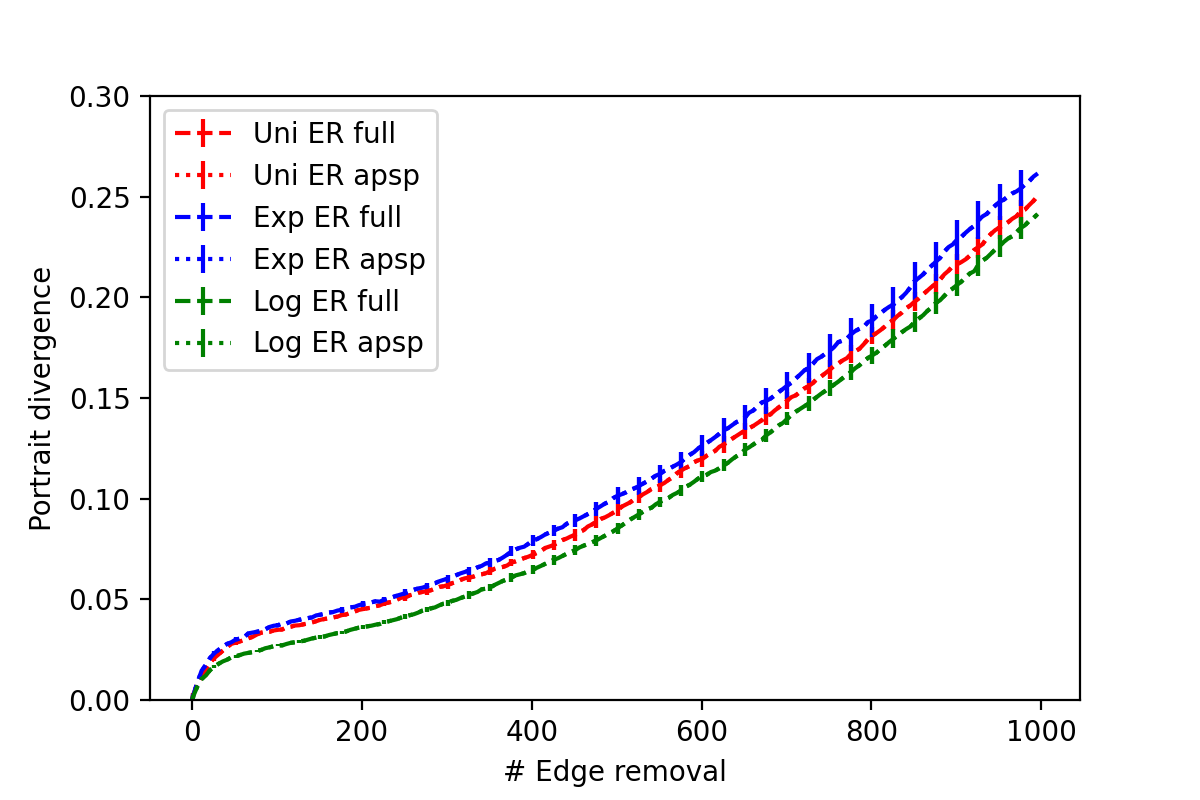 0.30
0.25
0.20
0.15
0.10
0.05
0.00
Portrait divergence
Uni ER full
Uni ER apsp
Exp ER full
Exp ER apsp
Log ER full
Log ER apsp
0 200 400 600 800 1000
# Edge removal